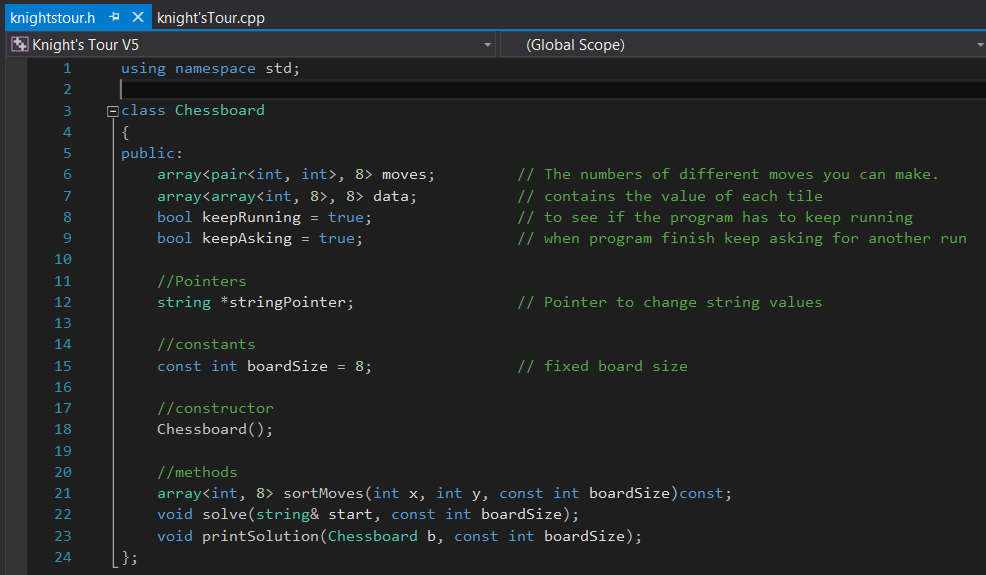 knightstour.h knight'sTour.cpp
Knight's Tour V5 (Global Scope)
1 using namespace std;
2
3 class Chessboard
4 {
5 public:
6 array<pair<int, int>, 8> moves; // The numbers of different moves you can make.
7 array<array<int, 8>, 8> data; // contains the value of each tile
8 bool keepRunning = true; // to see if the program has to keep running
9 bool keepAsking = true; // when program finish keep asking for another run
10
11 //Pointers
12 string *stringPointer; // Pointer to change string values
13
14 //constants
15 const int boardSize = 8; // fixed board size
16
17 //constructor
18 Chessboard();
19
20 //methods
21 array<int, 8> sortMoves(int x, int y, const int boardSize)const;
22 void solve(string& start, const int boardSize);
23 void printSolution(Chessboard b, const int boardSize);
24 };